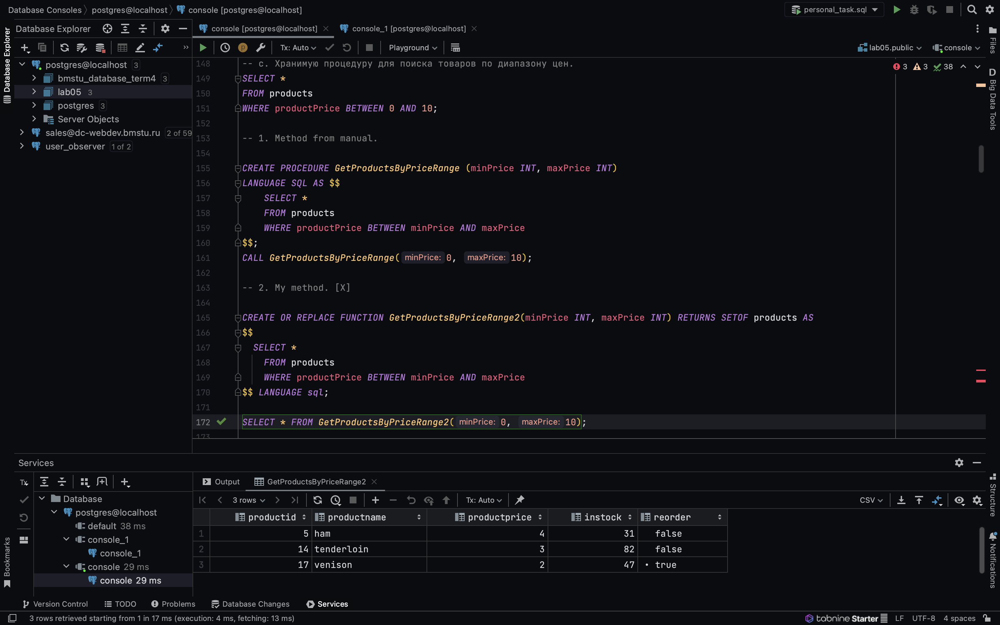 Database Consoles postgres@localhost console [postgres@localhost] personal_task.sql
Database Explorer
console [postgres@localhost] console_1 [postgres@localhost]
Tx: Auto Playground lab05.public console
Database Explorer
postgres@localhost 3
bmstu_database_term4 3
lab05 3
postgres 3
Server Objects
sales@dc-webdev.bmstu.ru 2 of 59
user_observer 1 of 2
3 3 38
148 -- c. Хранимую процедуру для поиска товаров по диапазону цен.
149 SELECT *
150 FROM products
151 WHERE productPrice BETWEEN 0 AND 10;
152
153 -- 1. Method from manual.
154
155 CREATE PROCEDURE GetProductsByPriceRange (minPrice INT, maxPrice INT)
156 LANGUAGE SQL AS $$
157 SELECT *
158 FROM products
159 WHERE productPrice BETWEEN minPrice AND maxPrice
160 $$;
161 CALL GetProductsByPriceRange( minPrice: 0, maxPrice: 10);
162
163 -- 2. My method. [X]
164
165 CREATE OR REPLACE FUNCTION GetProductsByPriceRange2(minPrice INT, maxPrice INT) RETURNS SETOF products AS
166 $$
167 SELECT *
168 FROM products
169 WHERE productPrice BETWEEN minPrice AND maxPrice
170 $$ LANGUAGE sql;
171
172 SELECT * FROM GetProductsByPriceRange2( minPrice: 0, maxPrice: 10);
173
Files
D Big Data Tools
Services
Tx
Database
postgres@localhost
default 38 ms
console_1
console_1
console 29 ms
console 29 ms
Output GetProductsByPriceRange2
3 rows Tx: Auto CSV
productid productname productprice instock reorder
1 5 ham 4 31 false
2 14 tenderloin 3 82 false
3 17 venison 2 47 • true
Structure
Notifications
Bookmarks
Version Control TODO Problems Database Changes Services
3 rows retrieved starting from 1 in 17 ms (execution: 4 ms, fetching: 13 ms) tabnine Starter LF UTF-8 4 spaces